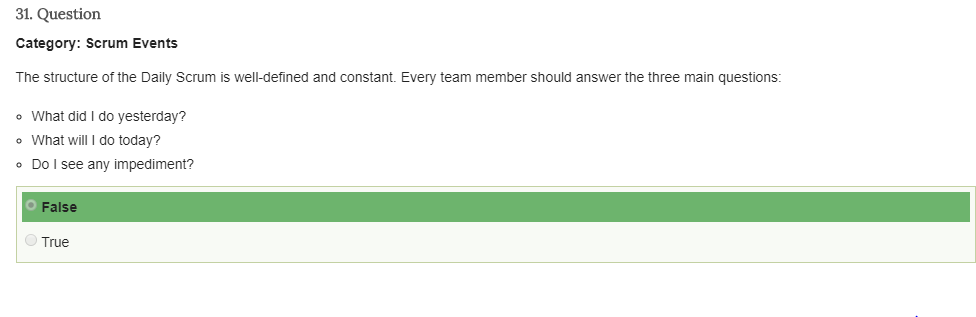 31. Question
Category: Scrum Events
The structure of the Daily Scrum is well-defined and constant. Every team member should answer the three main questions:
What did I do yesterday?
What will I do today?
Do I see any impediment?
False
True